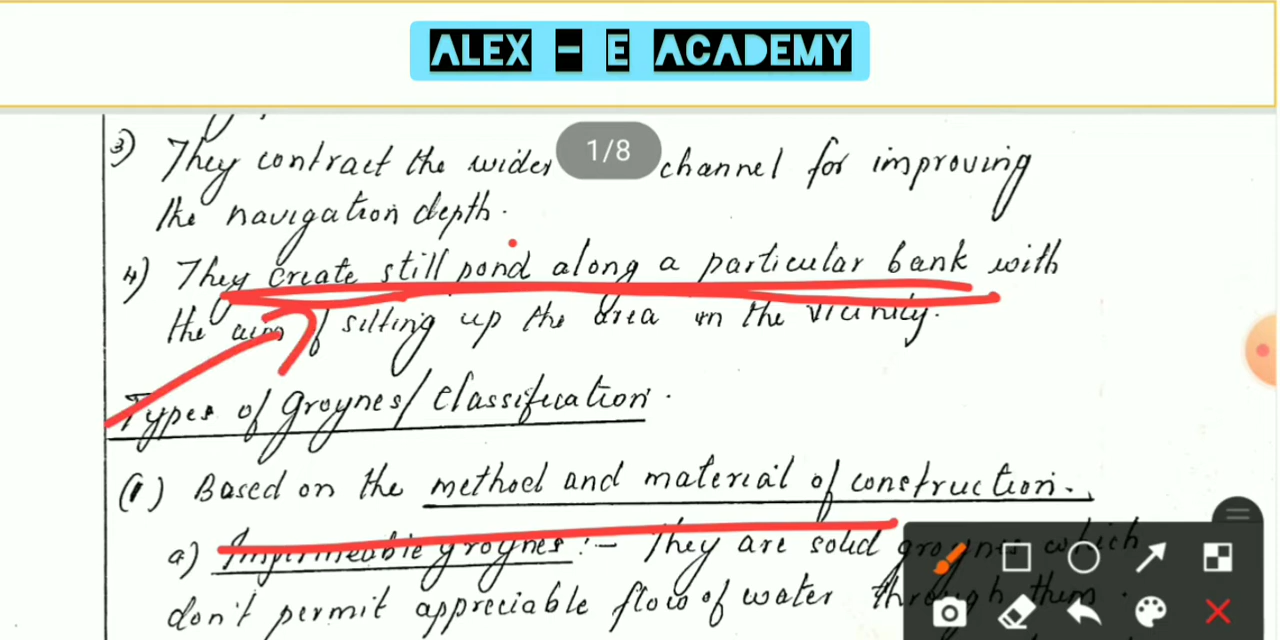 ALEX - E ACADEMY
1/8
3) They contract the wider channel for improving
the navigation depth.
4) They create still pond along a particular bank with
the aim of silting up the area in the vicinity.
Types of groynes/classification.
(1) Based on the method and material of construction.
a) Impermeable groynes:- They are solid groynes which
don't permit appreciable flow of water through them.